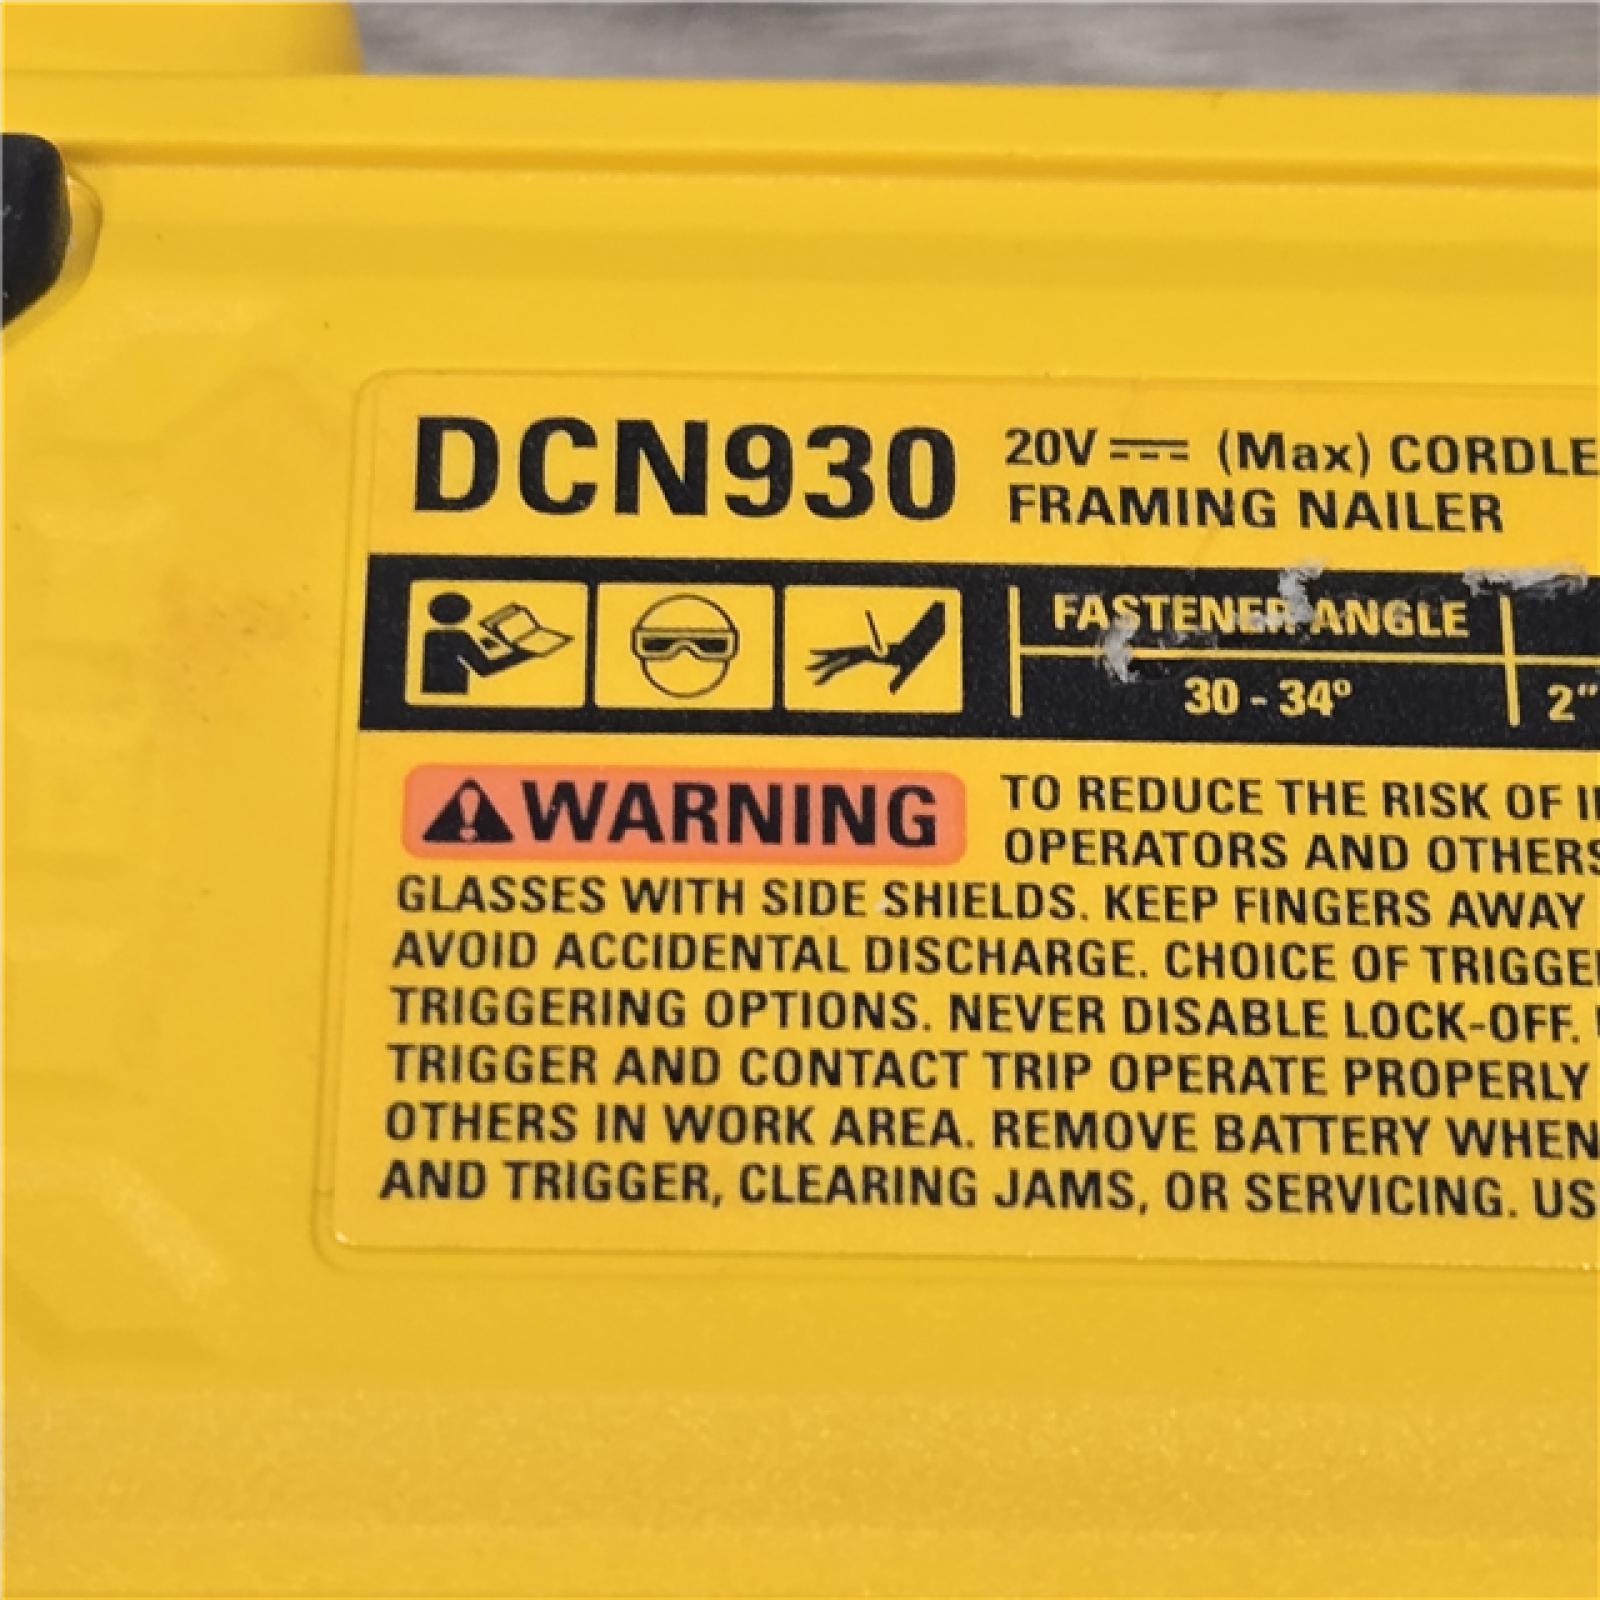 DCN930
20V (Max) CORDLE
FRAMING NAILER
FASTENER ANGLE
30 - 34°
2"
WARNING
TO REDUCE THE RISK OF
OPERATORS AND OTHERS
GLASSES WITH SIDE SHIELDS. KEEP FINGERS AWAY
AVOID ACCIDENTAL DISCHARGE. CHOICE OF TRIGGE
TRIGGERING OPTIONS. NEVER DISABLE LOCK-OFF.
TRIGGER AND CONTACT TRIP OPERATE PROPERLY
OTHERS IN WORK AREA. REMOVE BATTERY WHEN
AND TRIGGER, CLEARING JAMS, OR SERVICING. US